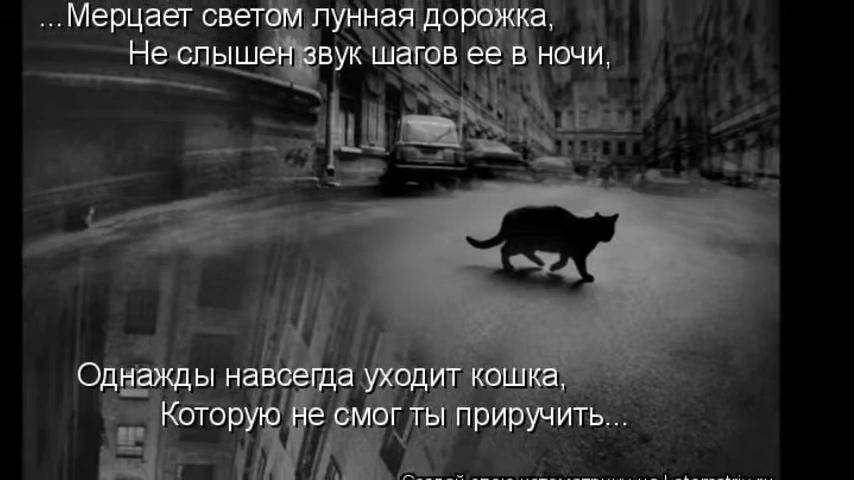 ...Мерцает светом лунная дорожка,
Не слышен звук шагов ее в ночи,
Однажды навсегда уходит кошка,
Которую не смог ты приручить...